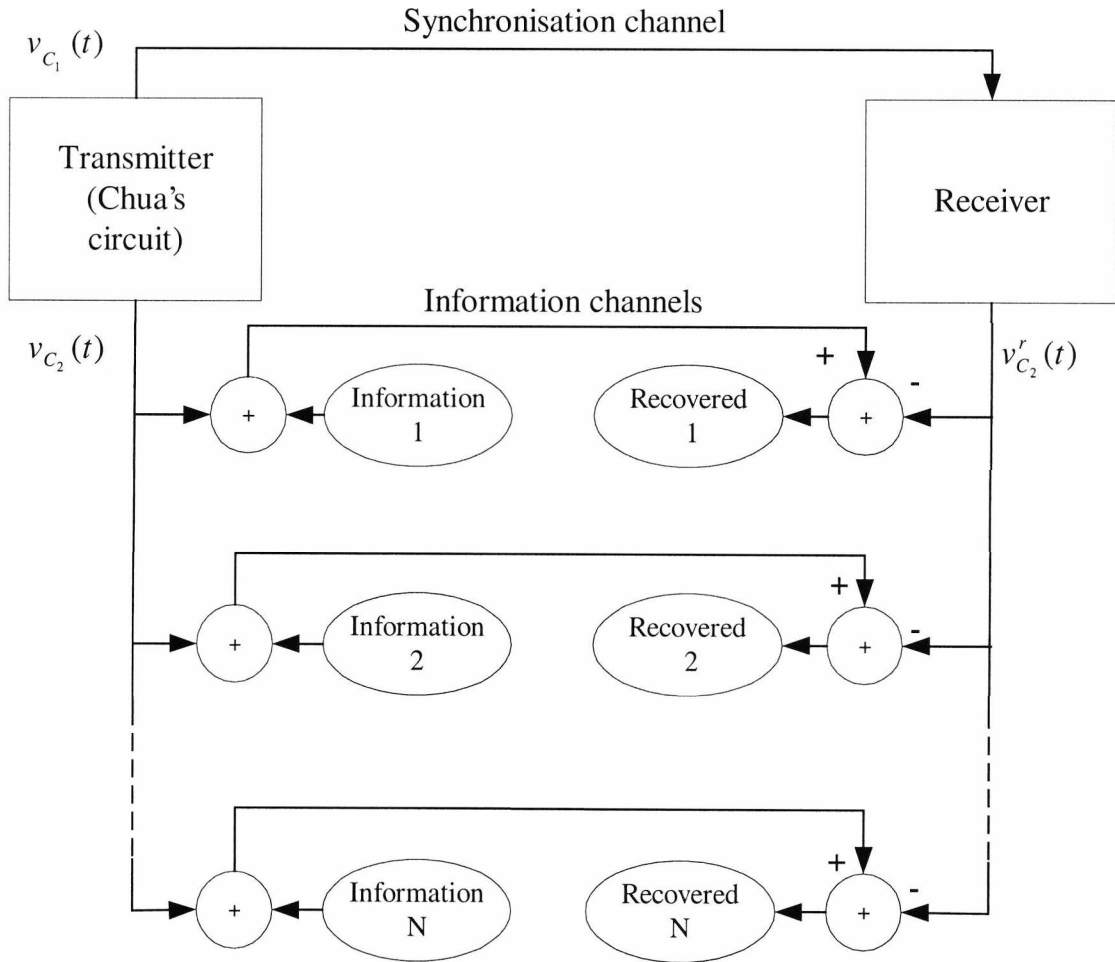 Synchronisation channel
v_{C_1}(t)
Transmitter
(Chua's
circuit)
Receiver
Information channels
v_{C_2}(t)
v^r_{C_2}(t)
+
-
+
Information
1
Recovered
1
+
+
-
+
Information
2
Recovered
2
+
+
-
+
Information
N
Recovered
N
+